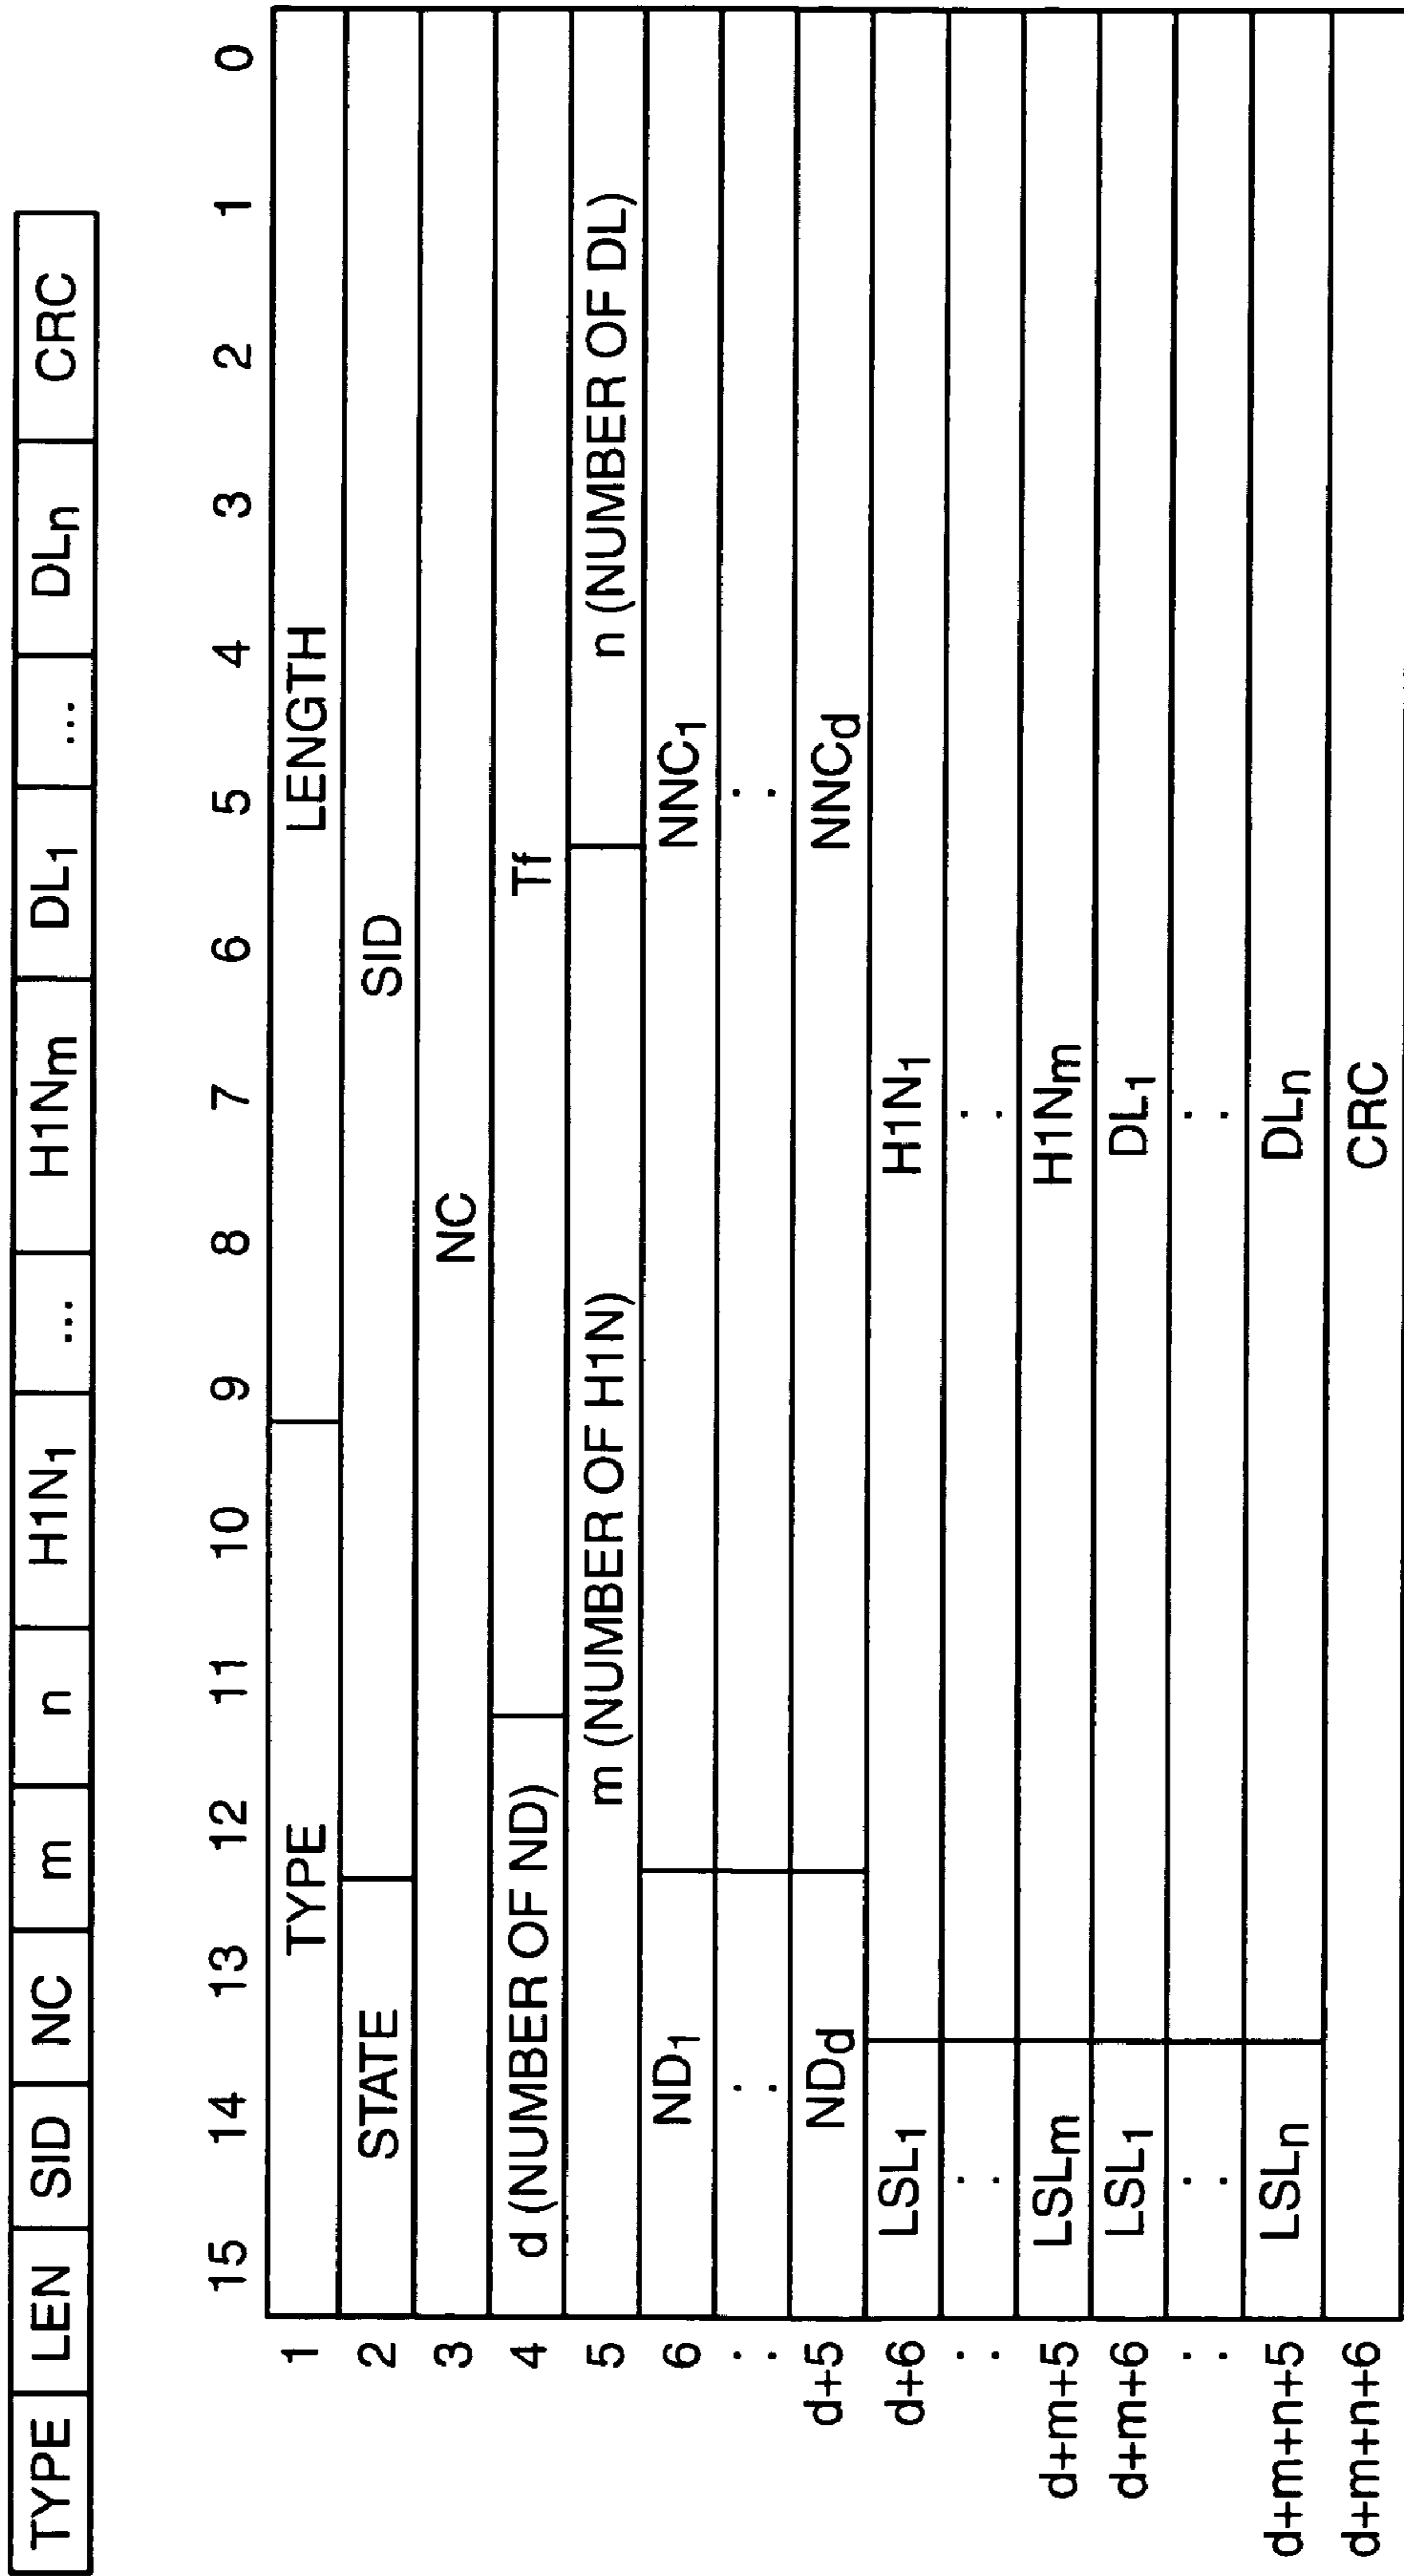 TYPE LEN SID NC m n H1N1 ... H1Nm DL1 ... DLn CRC
15 14 13 12 11 10 9 8 7 6 5 4 3 2 1 0
1 TYPE LENGTH
2 STATE SID
3 NC
4 d (NUMBER OF ND) Tf
5 m (NUMBER OF H1N) n (NUMBER OF DL)
6 ND1 NNC1
: : :
d+5 NDd NNCd
d+6 LSL1 H1N1
: : :
d+m+5 LSLm H1Nm
d+m+6 LSL1 DL1
: : :
d+m+n+5 LSLn DLn
d+m+n+6 CRC